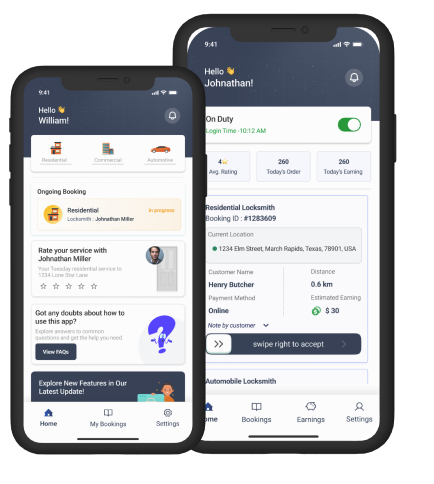 9:41
Hello 👋
William!
Residential
Commercial
Automotive
Ongoing Booking
Residential
In progress
Locksmith : Johnathan Miller
Rate your service with
Johnathan Miller
Your Tuesday residential service to
1234 Lone Star Lane
Got any doubts about how to
use this app?
Explore answers to common
questions and get the help you need.
View FAQs
Explore New Features in Our
Latest Update!
Home
My Bookings
Settings
9:41
Hello 👋
Johnathan!
On Duty
Login Time -10:12 AM
4⭐
Avg. Rating
260
Today's Order
260
Today's Earning
Residential Locksmith
Booking ID : #1283609
Current Location
1234 Elm Street, March Rapids, Texas, 78901, USA
Customer Name
Henry Butcher
Distance
0.6 km
Payment Method
Online
Estimated Earning
$ 30
Note by customer
swipe right to accept
Automobile Locksmith
ome
Bookings
Earnings
Settings